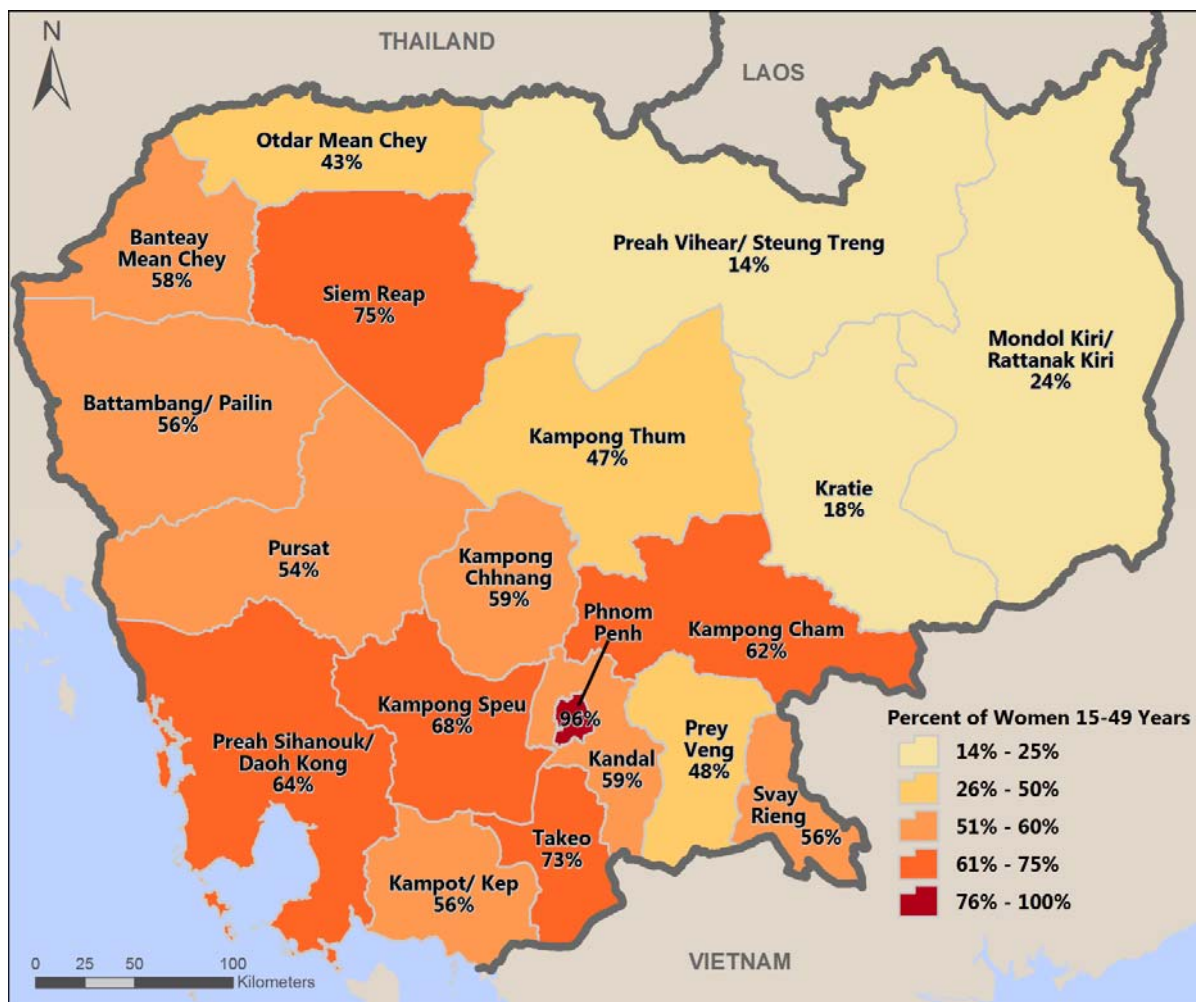 N
THAILAND
LAOS
Otdar Mean Chey
43%
Banteay
Mean Chey
58%
Siem Reap
75%
Preah Vihear/ Steung Treng
14%
Mondol Kiri/
Rattanak Kiri
24%
Battambang/ Pailin
56%
Kampong Thum
47%
Kratie
18%
Pursat
54%
Kampong
Chhnang
59%
Phnom
Penh
96%
Kampong Cham
62%
Kampong Speu
68%
Preah Sihanouk/
Daoh Kong
64%
Kandal
59%
Prey
Veng
48%
Svay
Rieng
56%
Takeo
73%
Kampot/ Kep
56%
Percent of Women 15-49 Years
14% - 25%
26% - 50%
51% - 60%
61% - 75%
76% - 100%
0 25 50 100
Kilometers
VIETNAM